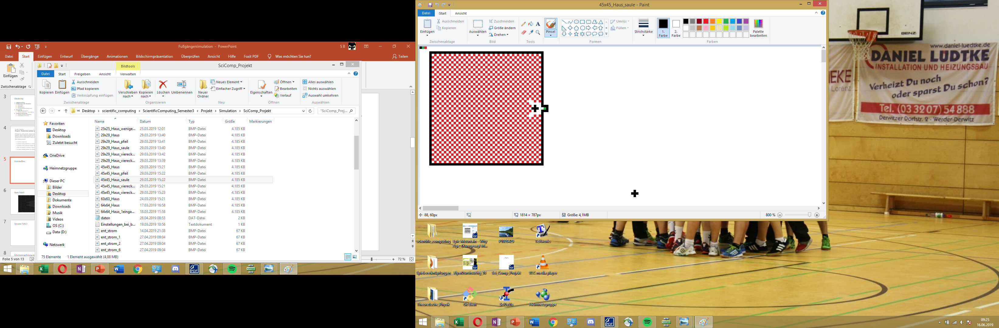 Fußgängersimulation - PowerPoint
S B
Datei Start Einfügen Entwurf Übergänge Animationen Bildschirmpräsentation Überprüfen Ansicht Hilfe Foxit PDF Was möchten Sie tun? Teilen
Einfügen
Zwischenablage
3
Gliederung
4
5
Grundaufbau
6
7
8
Folie 5 von 13
72 %
Bildtools
SciComp_Projekt
Datei Start Freigeben Ansicht Verwalten
Kopieren Einfügen
Ausschneiden
Pfad kopieren
Verknüpfung einfügen
Zwischenablage
Verschieben nach
Kopieren nach
Löschen
Umbenennen
Organisieren
Neuer Ordner
Neues Element
Einfacher Zugriff
Neu
Eigenschaften
Öffnen
Bearbeiten
Verlauf
Öffnen
Alles auswählen
Nichts auswählen
Auswahl umkehren
Auswählen
« Desktop scientific_computing ScientificComputing_Semester3 Projekt Simulation SciComp_Projekt
"SciComp_Proj...
Favoriten
Desktop
Downloads
Zuletzt besucht
OneDrive
Heimnetzgruppe
Dieser PC
Bilder
Desktop
Dokumente
Downloads
Musik
Videos
OS (C:)
Data (D:)
Netzwerk
Name Datum Typ Größe Markierungen
25x25_Haus_wenige... 25.03.2019 12:01 BMP-Datei 4.185 KB
29x29_Haus 29.03.2019 13:40 BMP-Datei 4.185 KB
29x29_Haus_pfeil 29.03.2019 13:41 BMP-Datei 4.185 KB
29x29_Haus_saule 29.03.2019 13:40 BMP-Datei 4.185 KB
29x29_Haus_viereck... 29.03.2019 13:42 BMP-Datei 4.185 KB
29x29_Haus_viereck... 29.03.2019 13:39 BMP-Datei 4.185 KB
45x45_Haus 29.03.2019 15:21 BMP-Datei 4.185 KB
45x45_Haus_pfeil 29.03.2019 15:22 BMP-Datei 4.185 KB
45x45_Haus_saule 29.03.2019 15:22 BMP-Datei 4.185 KB
45x45_Haus_viereck... 29.03.2019 15:21 BMP-Datei 4.185 KB
45x45_Haus_viereck... 29.03.2019 15:23 BMP-Datei 4.185 KB
63x63_Haus 24.03.2019 15:21 BMP-Datei 4.185 KB
64x64_Haus 17.03.2019 16:58 BMP-Datei 4.185 KB
64x64_Haus_1einga... 18.03.2019 11:58 BMP-Datei 4.185 KB
daten 28.04.2019 08:53 DAT-Datei 2 KB
Einstellungen_bei_b... 19.03.2019 10:56 Textdokument 1 KB
ent_strom 14.04.2019 21:38 BMP-Datei 67 KB
ent_strom_1 27.04.2019 09:04 BMP-Datei 67 KB
ent_strom_2 27.04.2019 09:04 BMP-Datei 67 KB
ent_strom_6 27.04.2019 09:04 BMP-Datei 67 KB
75 Elemente 1 Element ausgewählt (4,08 MB)
45x45_Haus_saule - Paint
Datei Start Ansicht
Einfügen
Ausschneiden
Kopieren
Zwischenablage
Auswählen
Zuschneiden
Größe ändern
Drehen
Bild
Tools
Pinsel
Umriss
Füllen
Formen
Strichstärke
1. Farbe
2. Farbe
Palette bearbeiten
Farben
88, 60px
1814 × 787px
Größe: 4,1MB
800 %
BENZ
www.daniel-luedtke.de
DANIEL LÜDTKE
INSTALLATION UND HEIZUNGSBAU
Verheizt Du noch
oder sparst Du schon?
Tel. (03 32 07) 54 888
Derwitzer Dorfstr. 2 - Werder-Derwitz
Lorenz
scientific_computing
Epic Mountain - Why Age_ (Kurzgesagt M...
P1020429
TeXworks
Spieleverknüpfungen
FlyerDurchsuchg_16
Sci_Comp_Projekt
VLC media player
Theoretische_Physik
Git Bash
SciDAVis
Heimnetzgruppe
09:25
16.06.2019